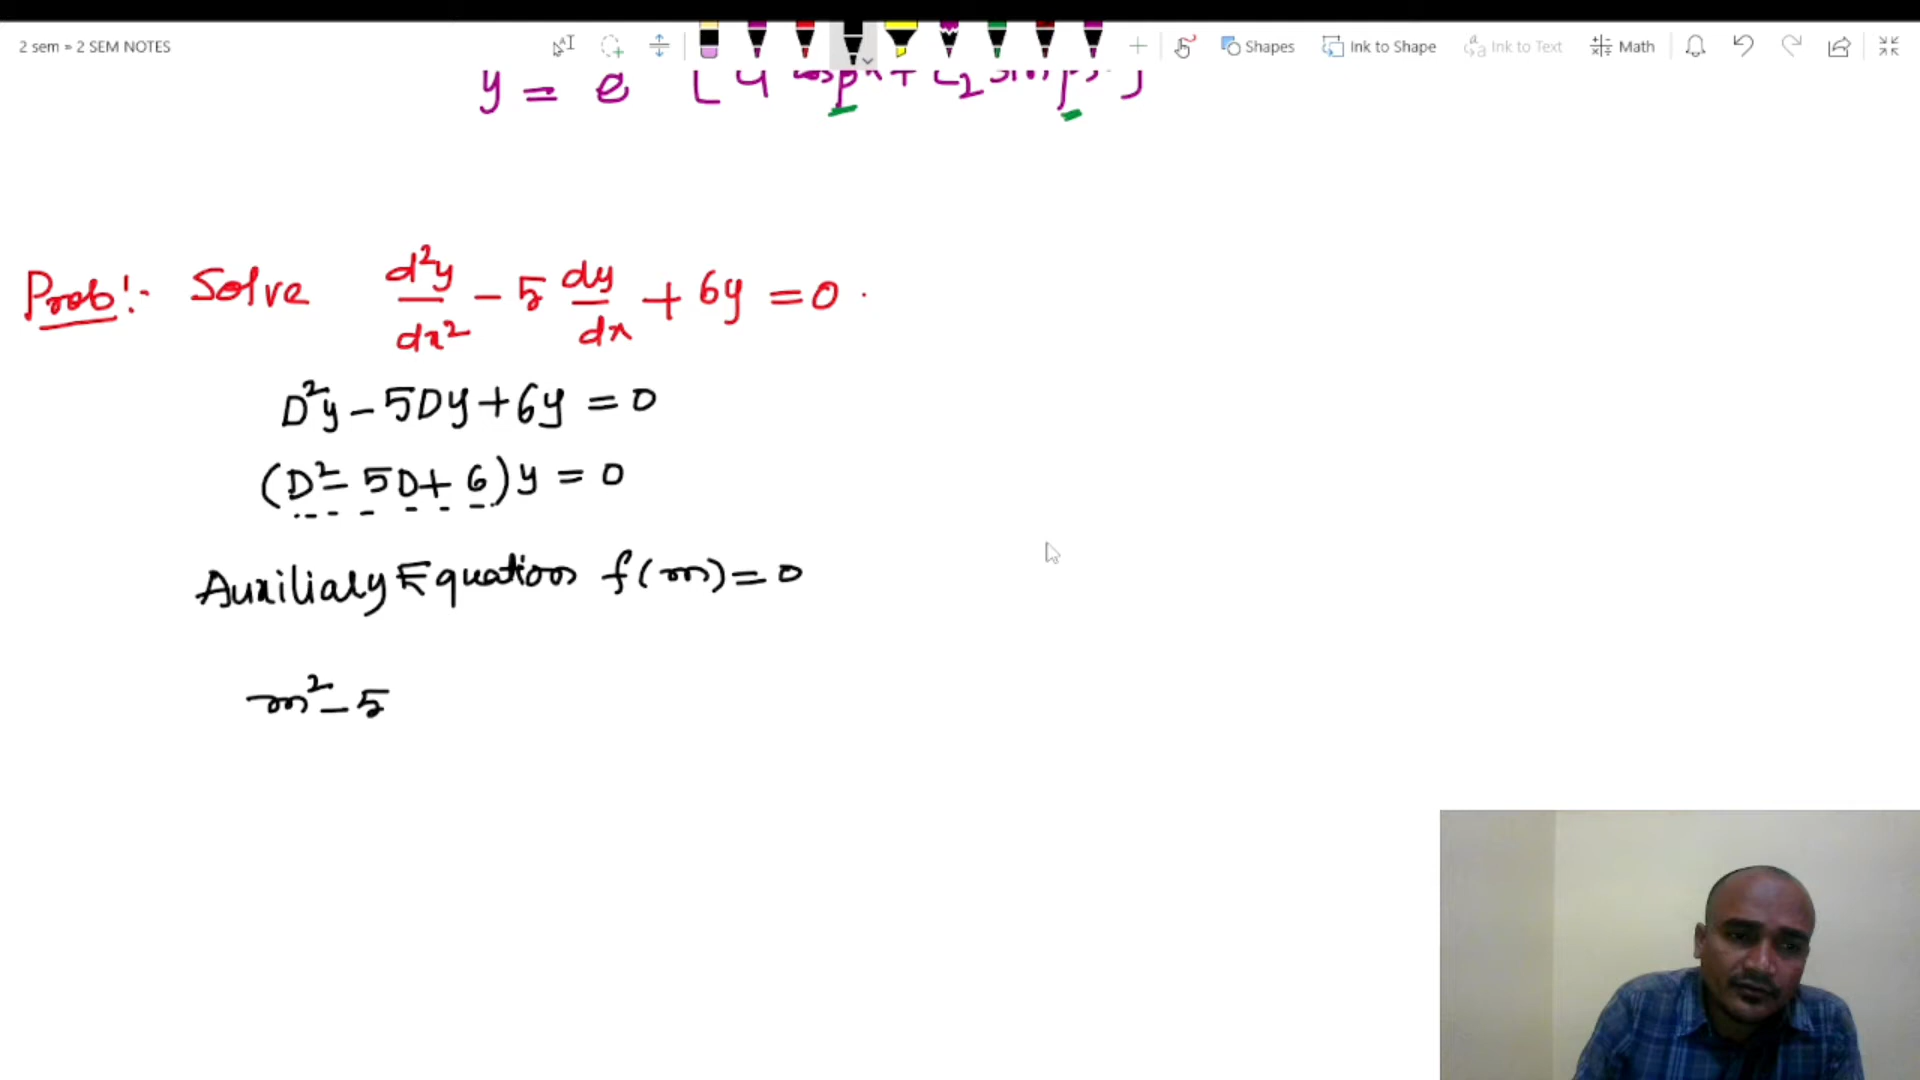 2 sem » 2 SEM NOTES
Shapes Ink to Shape Ink to Text Math
y = e [
Prob:- Solve d²y/dx² - 5 dy/dx + 6y = 0.
D²y - 5Dy + 6y = 0
(D² - 5D + 6)y = 0
Auxiliary Equation f(m) = 0
m² - 5